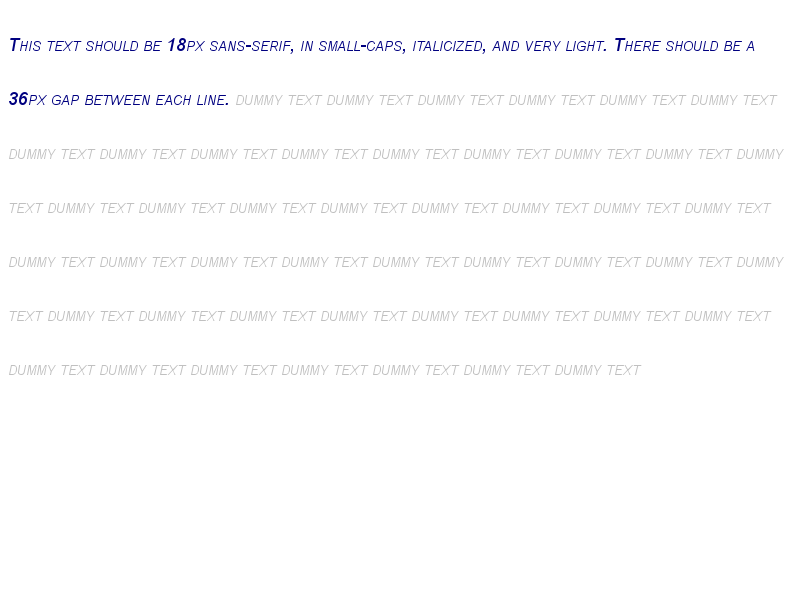 This text should be 18px sans-serif, in small-caps, italicized, and very light. There should be a
36px gap between each line. dummy text dummy text dummy text dummy text dummy text dummy text
dummy text dummy text dummy text dummy text dummy text dummy text dummy text dummy text dummy
text dummy text dummy text dummy text dummy text dummy text dummy text dummy text dummy text
dummy text dummy text dummy text dummy text dummy text dummy text dummy text dummy text dummy
text dummy text dummy text dummy text dummy text dummy text dummy text dummy text dummy text
dummy text dummy text dummy text dummy text dummy text dummy text dummy text